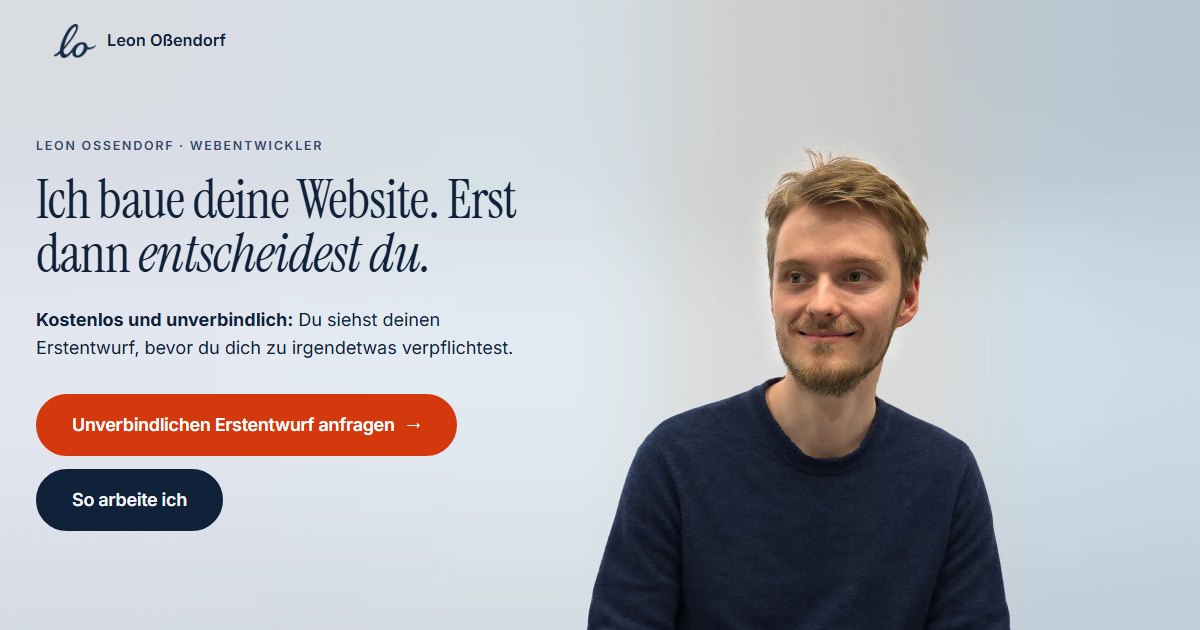 lo Leon Oßendorf
LEON OSSENDORF · WEBENTWICKLER
Ich baue deine Website. Erst
dann entscheidest du.
Kostenlos und unverbindlich: Du siehst deinen
Erstentwurf, bevor du dich zu irgendetwas verpflichtest.
Unverbindlichen Erstentwurf anfragen →
So arbeite ich